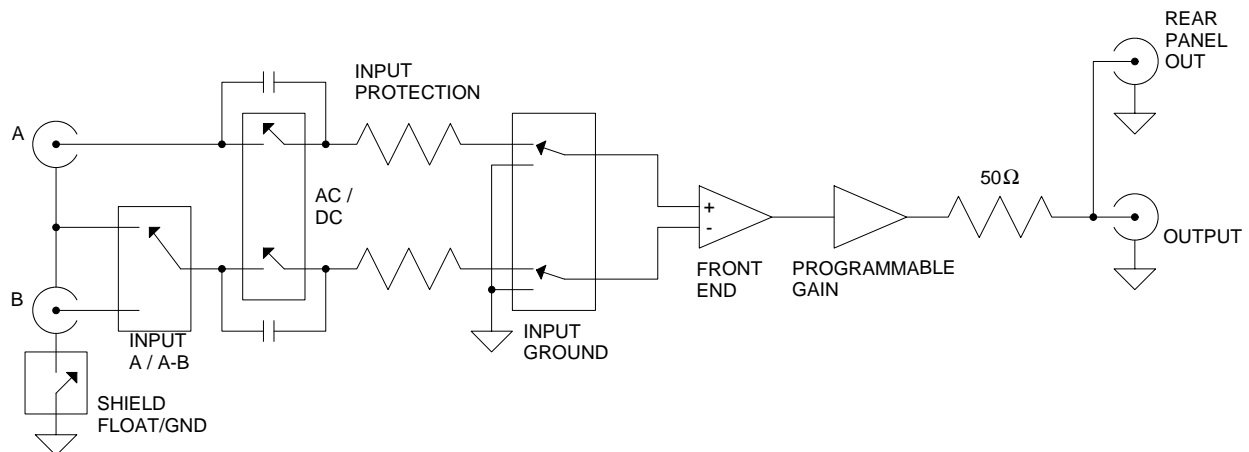 REAR
PANEL
OUT
INPUT
PROTECTION
A
AC /
DC
50Ω
+
-
OUTPUT
FRONT
END
PROGRAMMABLE
GAIN
B
INPUT
A / A-B
INPUT
GROUND
SHIELD
FLOAT/GND